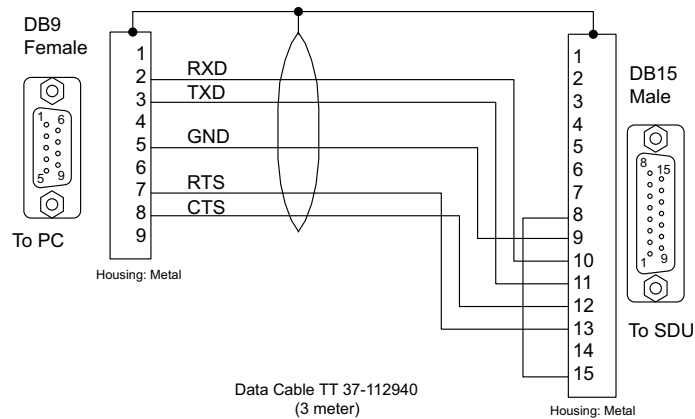 DB9
Female
1 6
5 9
To PC
1
2
3
4
5
6
7
8
9
Housing: Metal
RXD
TXD
GND
RTS
CTS
1
2
3
4
5
6
7
8
9
10
11
12
13
14
15
Housing: Metal
DB15
Male
8 15
1 9
To SDU
Data Cable TT 37-112940
(3 meter)